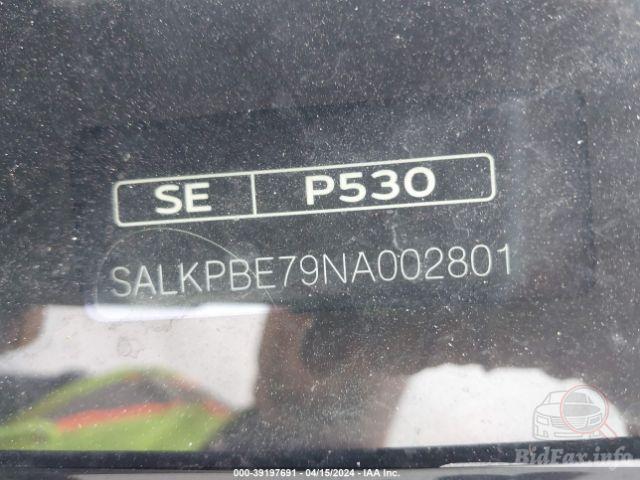 SE P530
SALKPBE79NA002801
BidFax.info
000-39197691 - 04/15/2024 - IAA Inc.